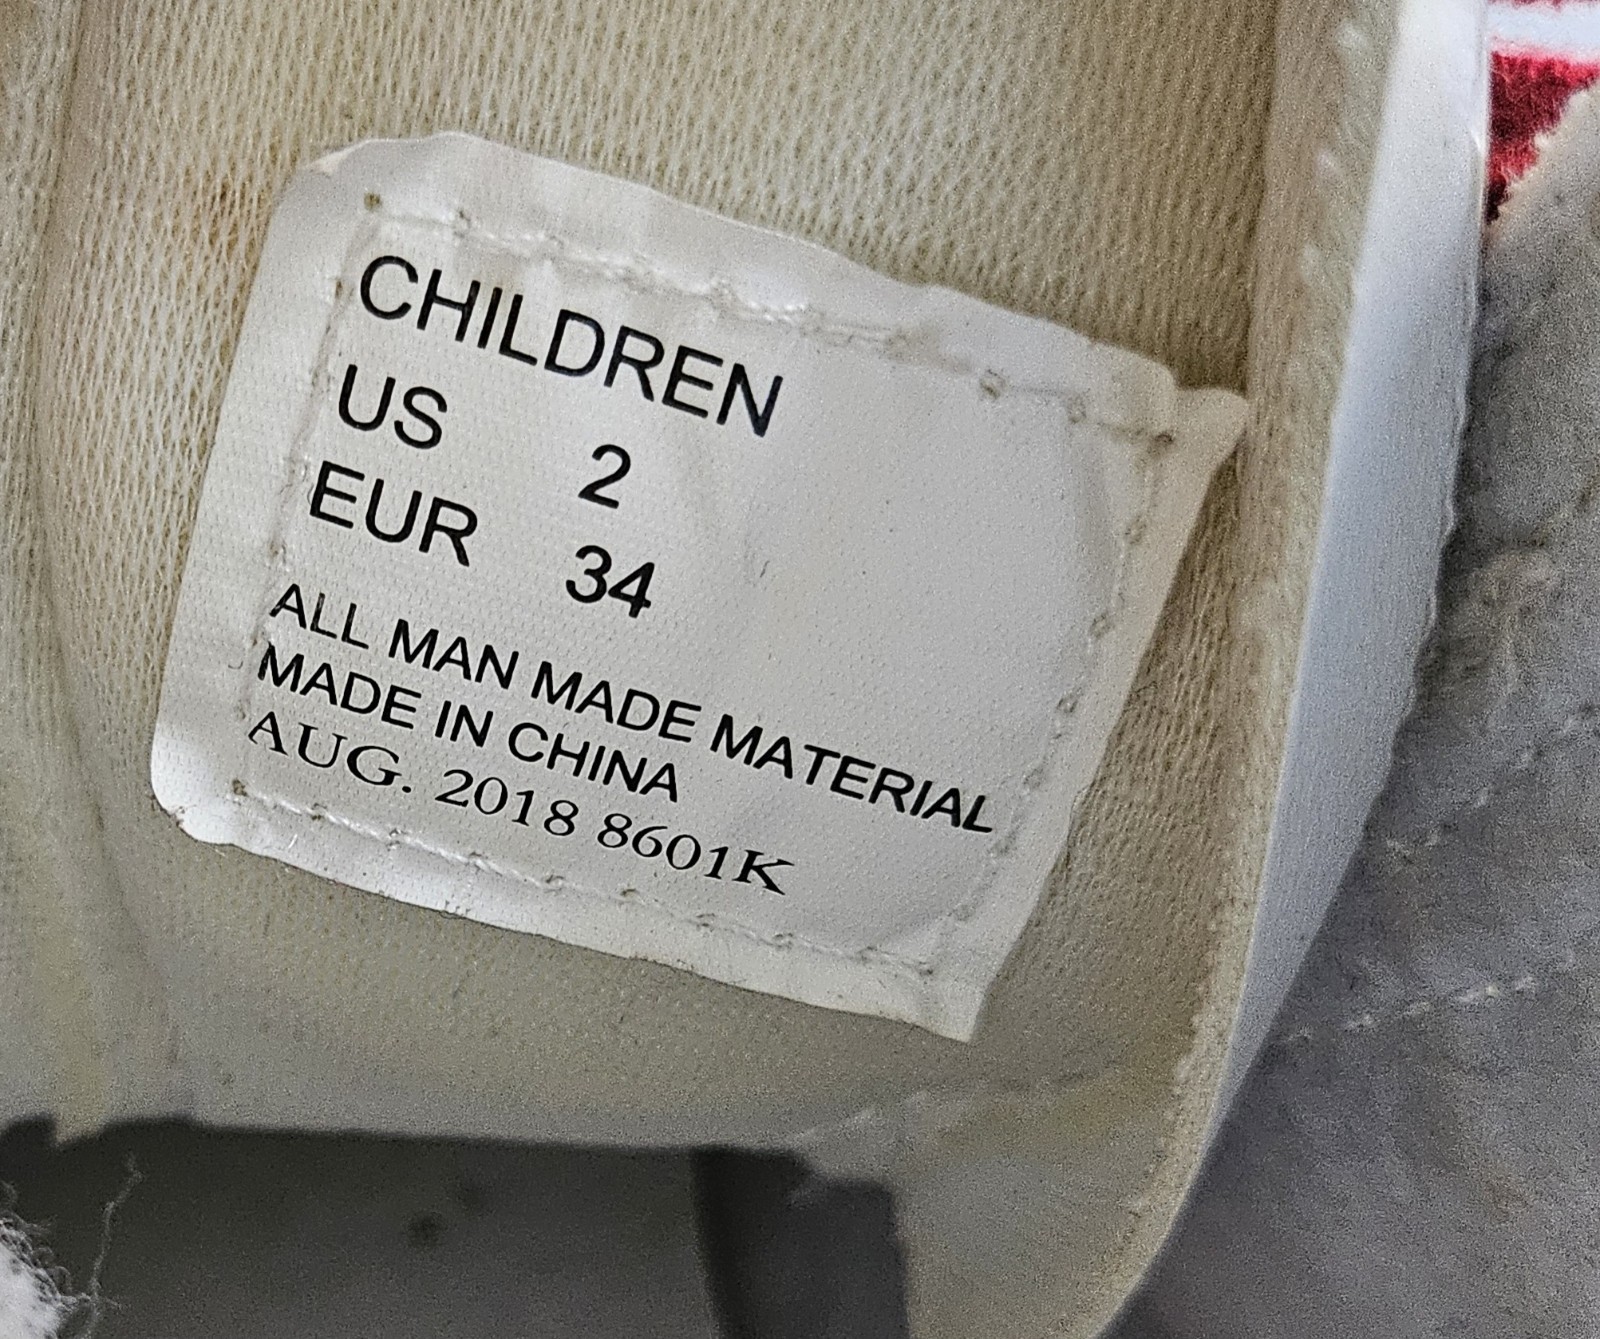 CHILDREN
US 2
EUR 34
ALL MAN MADE MATERIAL
MADE IN CHINA
AUG. 2018 8601K